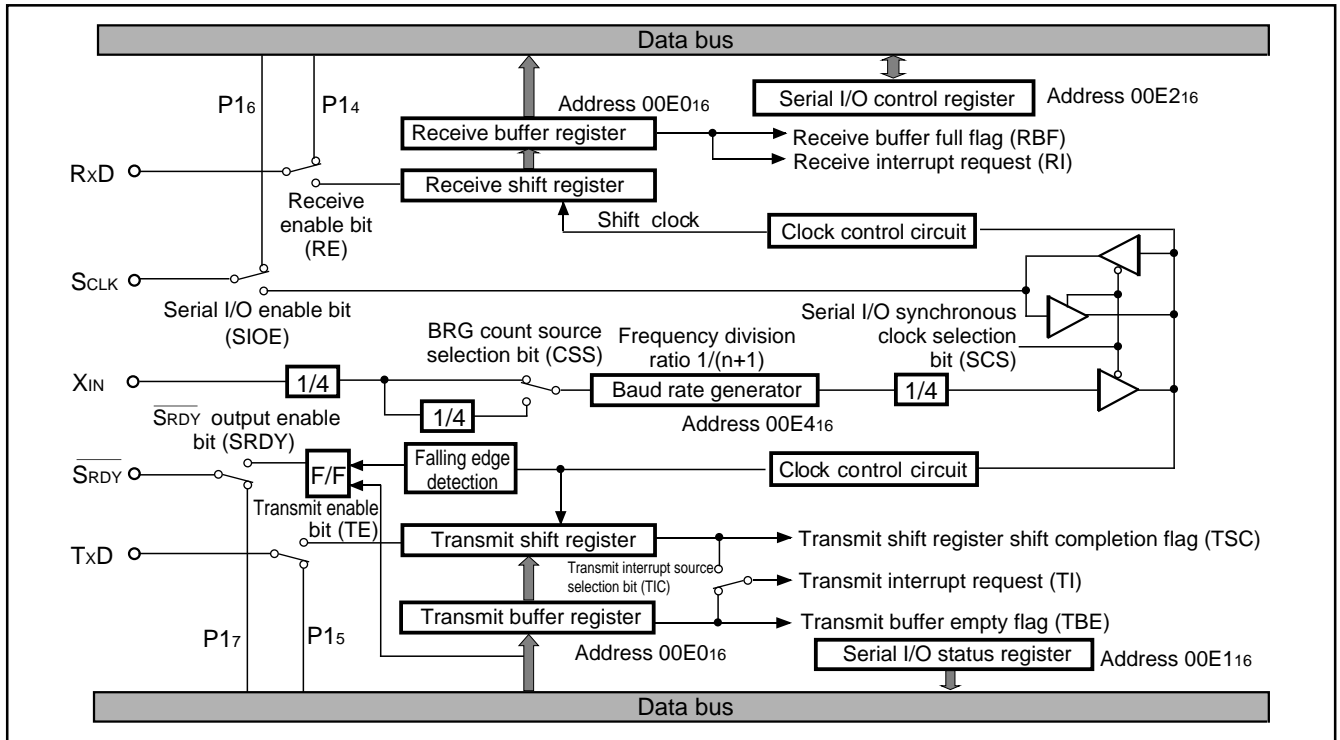 Data bus
P16
P14
Address 00E016
Serial I/O control register
Address 00E216
Receive buffer register
Receive buffer full flag (RBF)
Receive interrupt request (RI)
RXD
Receive shift register
Receive
enable bit
(RE)
Shift clock
Clock control circuit
SCLK
Serial I/O enable bit
(SIOE)
BRG count source
selection bit (CSS)
Frequency division
ratio 1/(n+1)
Serial I/O synchronous
clock selection
bit (SCS)
XIN
1/4
1/4
Baud rate generator
1/4
Address 00E416
SRDY output enable
bit (SRDY)
SRDY
F/F
Falling edge
detection
Clock control circuit
Transmit enable
bit (TE)
TXD
Transmit shift register
Transmit shift register shift completion flag (TSC)
Transmit interrupt source
selection bit (TIC)
Transmit interrupt request (TI)
Transmit buffer register
Transmit buffer empty flag (TBE)
P17
P15
Address 00E016
Serial I/O status register
Address 00E116
Data bus